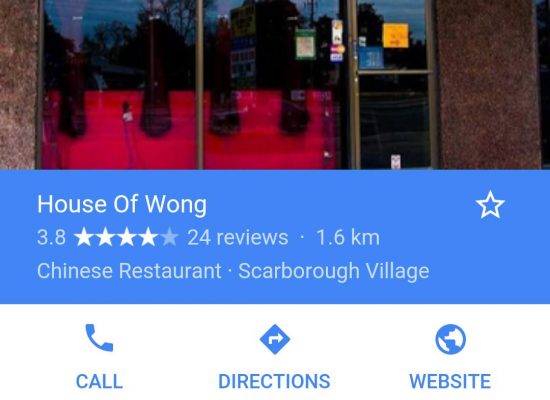 House Of Wong
3.8 24 reviews · 1.6 km
Chinese Restaurant · Scarborough Village
CALL DIRECTIONS WEBSITE